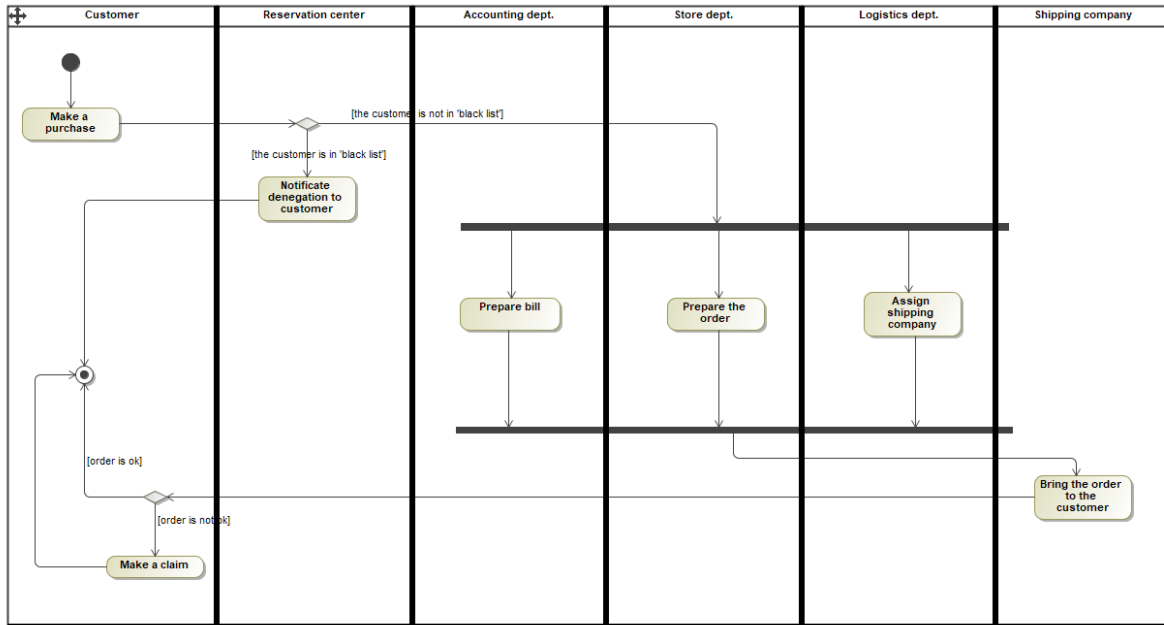 Customer
Reservation center
Accounting dept.
Store dept.
Logistics dept.
Shipping company
Make a
purchase
[the customer is not in 'black list']
[the customer is in 'black list']
Notificate
denegation to
customer
Prepare bill
Prepare the
order
Assign
shipping
company
[order is ok]
Bring the order
to the
customer
[order is not ok]
Make a claim